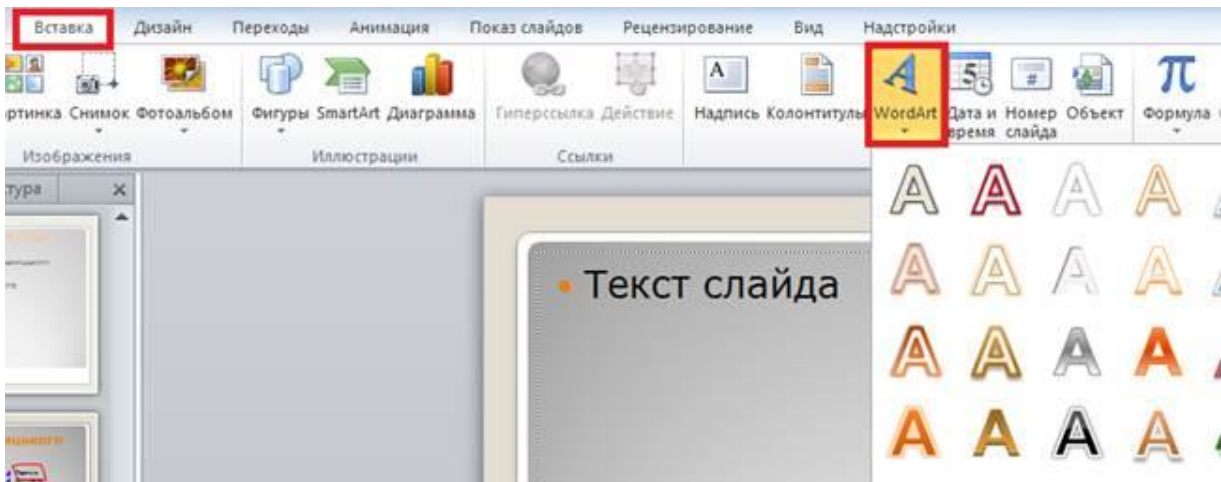 Вставка Дизайн Переходы Анимация Показ слайдов Рецензирование Вид Надстройки
ртинка Снимок Фотоальбом Фигуры SmartArt Диаграмма Гиперссылка Действие Надпись Колонтитулы WordArt Дата и время Номер слайда Объект Формула
Изображения Иллюстрации Ссылки
тура
• Текст слайда